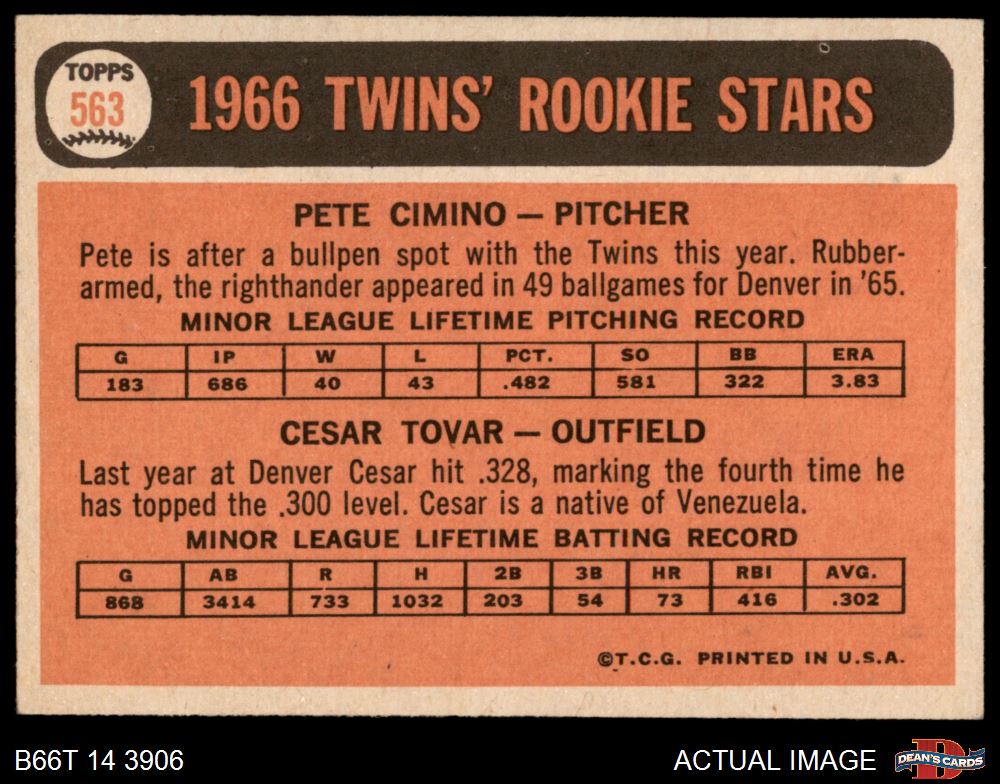 TOPPS
563
1966 TWINS' ROOKIE STARS
PETE CIMINO — PITCHER
Pete is after a bullpen spot with the Twins this year. Rubber-
armed, the righthander appeared in 49 ballgames for Denver in '65.
MINOR LEAGUE LIFETIME PITCHING RECORD
G IP W L PCT. SO BB ERA
183 686 40 43 .482 581 322 3.83
CESAR TOVAR — OUTFIELD
Last year at Denver Cesar hit .328, marking the fourth time he
has topped the .300 level. Cesar is a native of Venezuela.
MINOR LEAGUE LIFETIME BATTING RECORD
G AB R H 2B 3B HR RBI AVG.
868 3414 733 1032 203 54 73 416 .302
©T.C.G. PRINTED IN U.S.A.
B66T 14 3906
ACTUAL IMAGE
D
DEAN'S CARDS